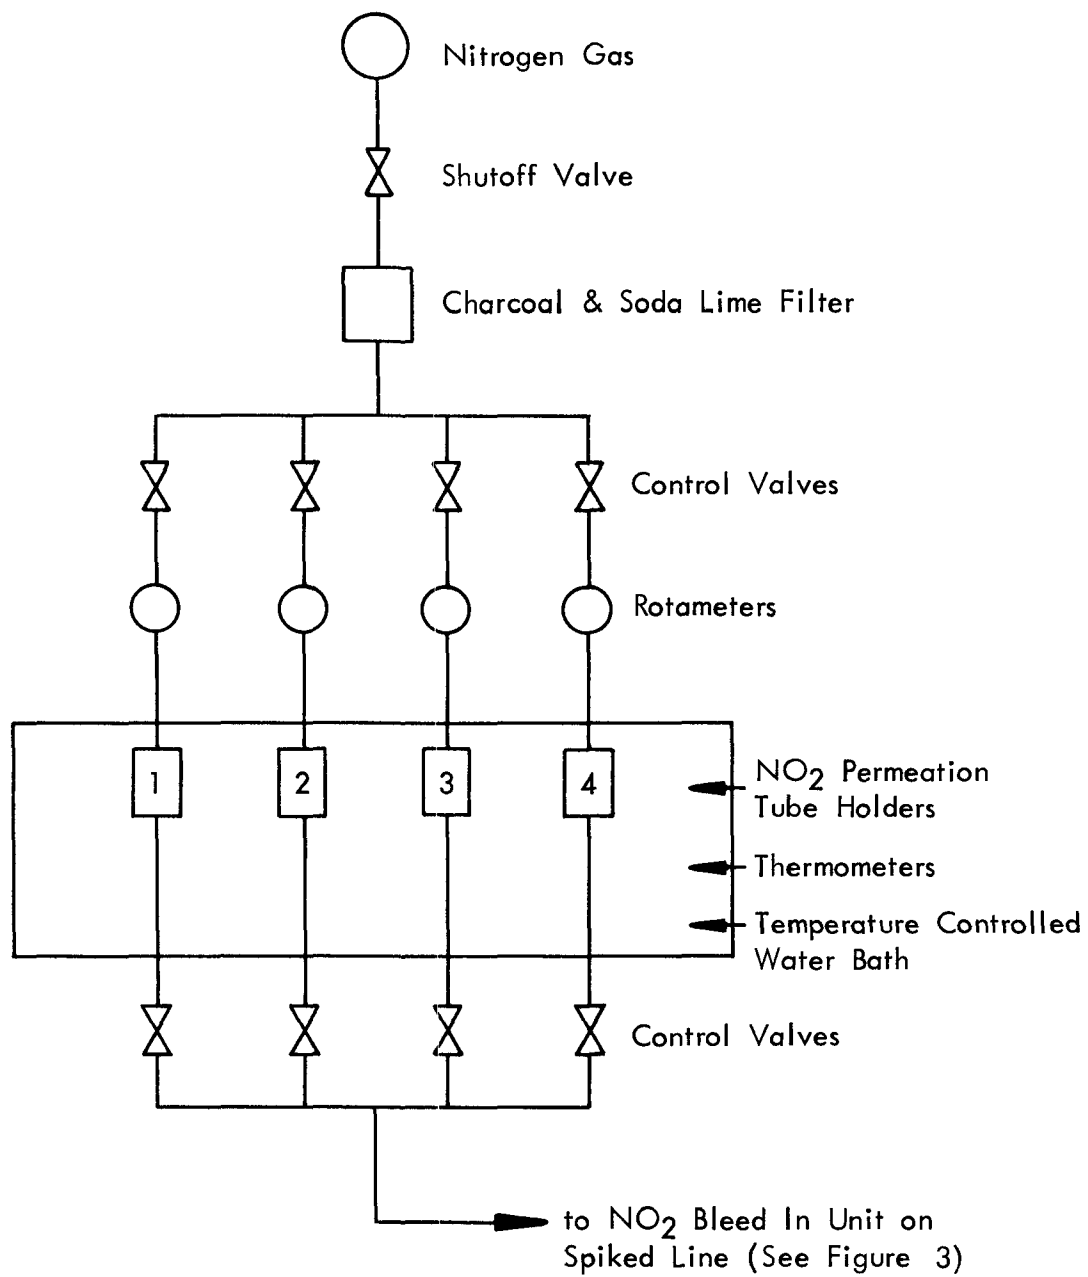 Nitrogen Gas
Shutoff Valve
Charcoal & Soda Lime Filter
Control Valves
Rotameters
1 2 3 4
NO2 Permeation
Tube Holders
Thermometers
Temperature Controlled
Water Bath
Control Valves
to NO2 Bleed In Unit on
Spiked Line (See Figure 3)